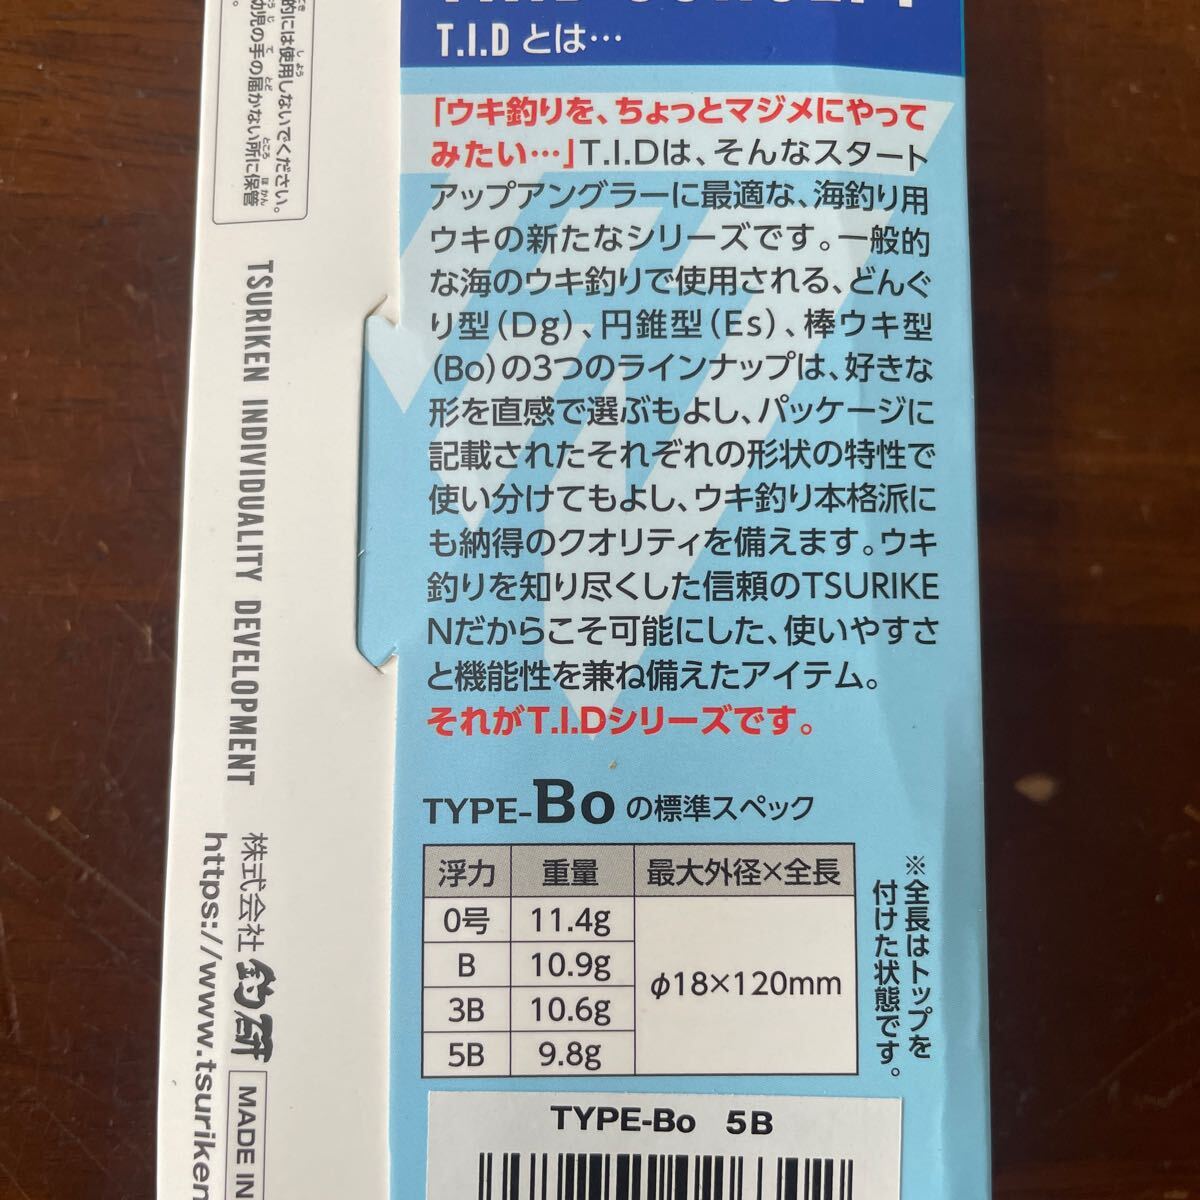 T.I.D とは…
「ウキ釣りを、ちょっとマジメにやって
みたい…」T.I.Dは、そんなスタート
アップアングラーに最適な、海釣り用
ウキの新たなシリーズです。一般的
な海のウキ釣りで使用される、どんぐ
り型(Dg)、円錐型(Es)、棒ウキ型
(Bo)の3つのラインナップは、好きな
形を直感で選ぶもよし、パッケージに
記載されたそれぞれの形状の特性で
使い分けてもよし、ウキ釣り本格派に
も納得のクオリティを備えます。ウキ
釣りを知り尽くした信頼のTSURIKE
Nだからこそ可能にした、使いやすさ
と機能性を兼ね備えたアイテム。
それがT.I.Dシリーズです。
TYPE-Bo の標準スペック
浮力 重量 最大外径×全長
0号 11.4g
B 10.9g
3B 10.6g
5B 9.8g
φ18×120mm
※全長はトップを
付けた状態です。
TYPE-Bo 5B
的には使用しないでください。
幼児の手の届かない所に保管
TSURIKEN INDIVIDUALITY DEVELOPMENT
株式会社 釣研 MADE IN
https://www.tsuriken